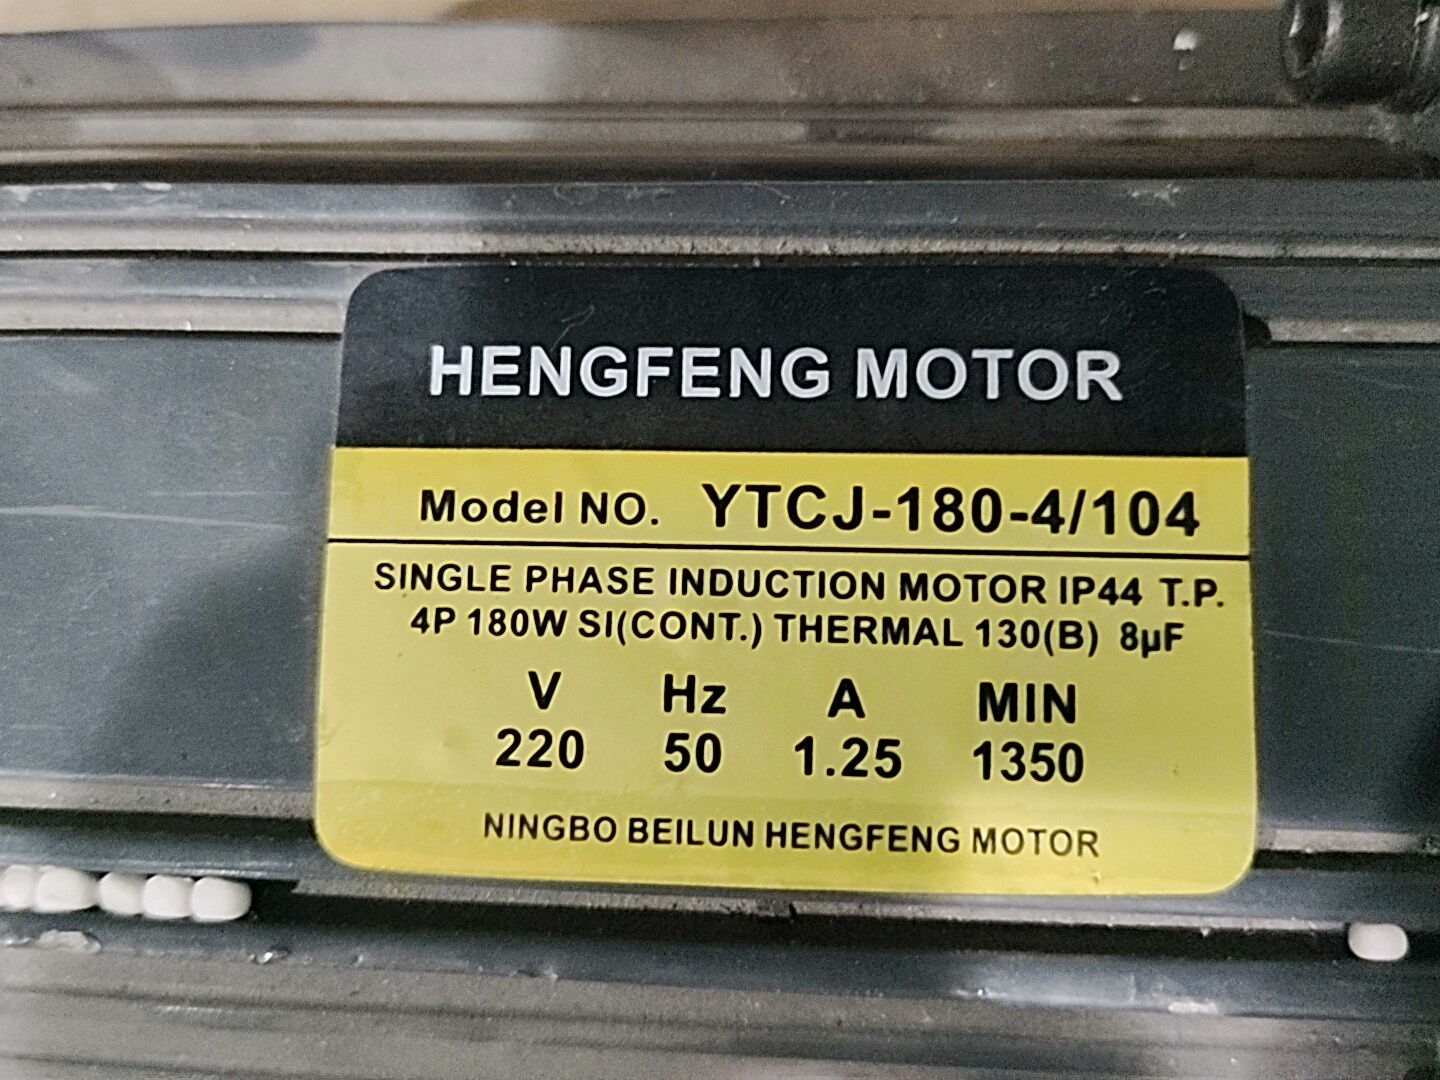 HENGFENG MOTOR
Model NO. YTCJ-180-4/104
SINGLE PHASE INDUCTION MOTOR IP44 T.P.
4P 180W SI(CONT.) THERMAL 130(B) 8µF
V Hz A MIN
220 50 1.25 1350
NINGBO BEILUN HENGFENG MOTOR